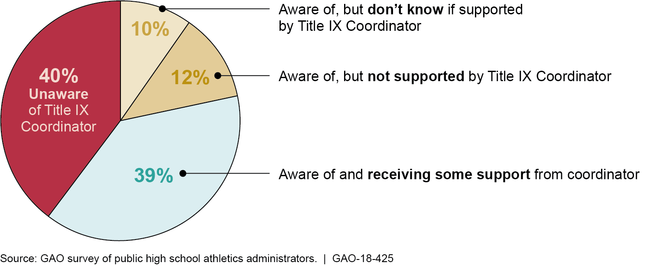 Aware of, but don't know if supported
by Title IX Coordinator
10%
12%
Aware of, but not supported by Title IX Coordinator
40%
Unaware
of Title IX
Coordinator
39%
Aware of and receiving some support from coordinator
Source: GAO survey of public high school athletics administrators. | GAO-18-425